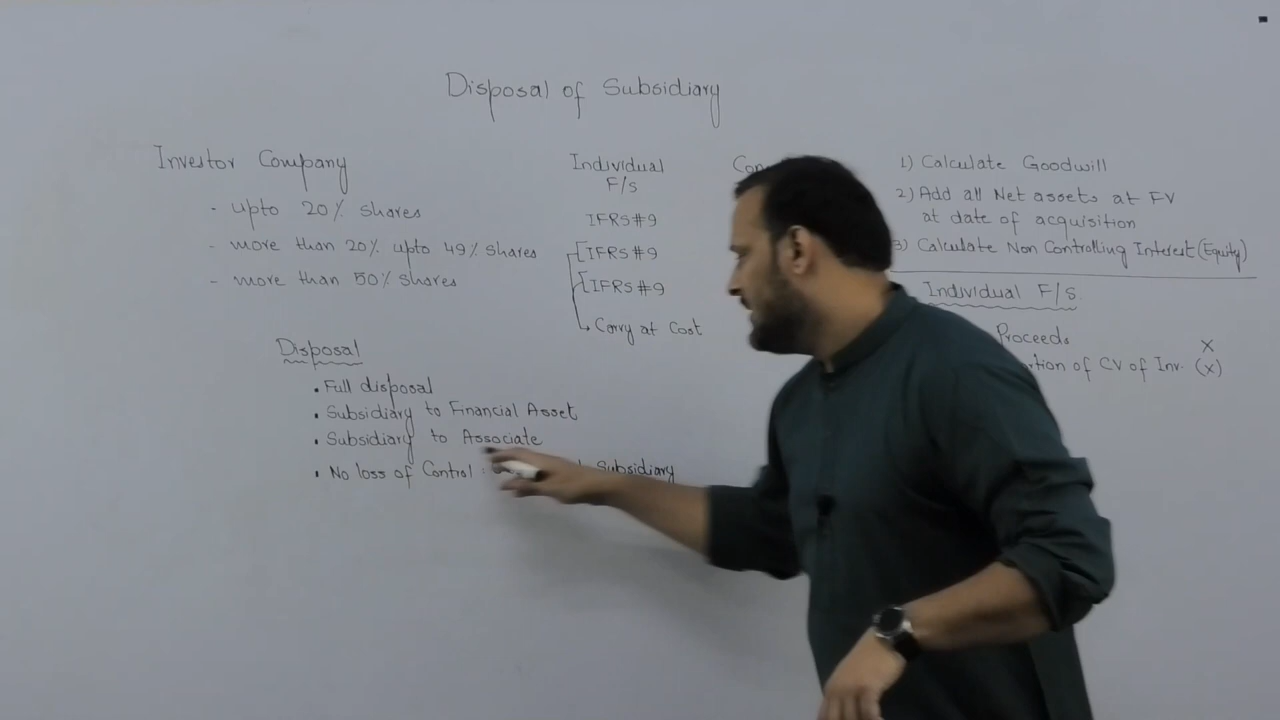 Disposal of Subsidiary
Investor Company
- upto 20% shares
- more than 20% upto 49% shares
- more than 50% shares
Individual
F/s
IFRS#9
IFRS#9
IFRS#9
Carry at Cost
Disposal
• Full disposal
• Subsidiary to Financial Asset
• Subsidiary to Associate
• No loss of Control : Subsidiary
1) Calculate Goodwill
2) Add all Net assets at FV
at date of acquisition
3) Calculate Non Controlling Interest (Equity)
Individual F/s.
Proceeds x
of CV of Inv. (x)